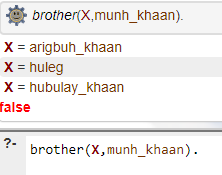 brother(X,munh_khaan).
X = arigbuh_khaan
X = huleg
X = hubulay_khaan
false
?- brother(X,munh_khaan).